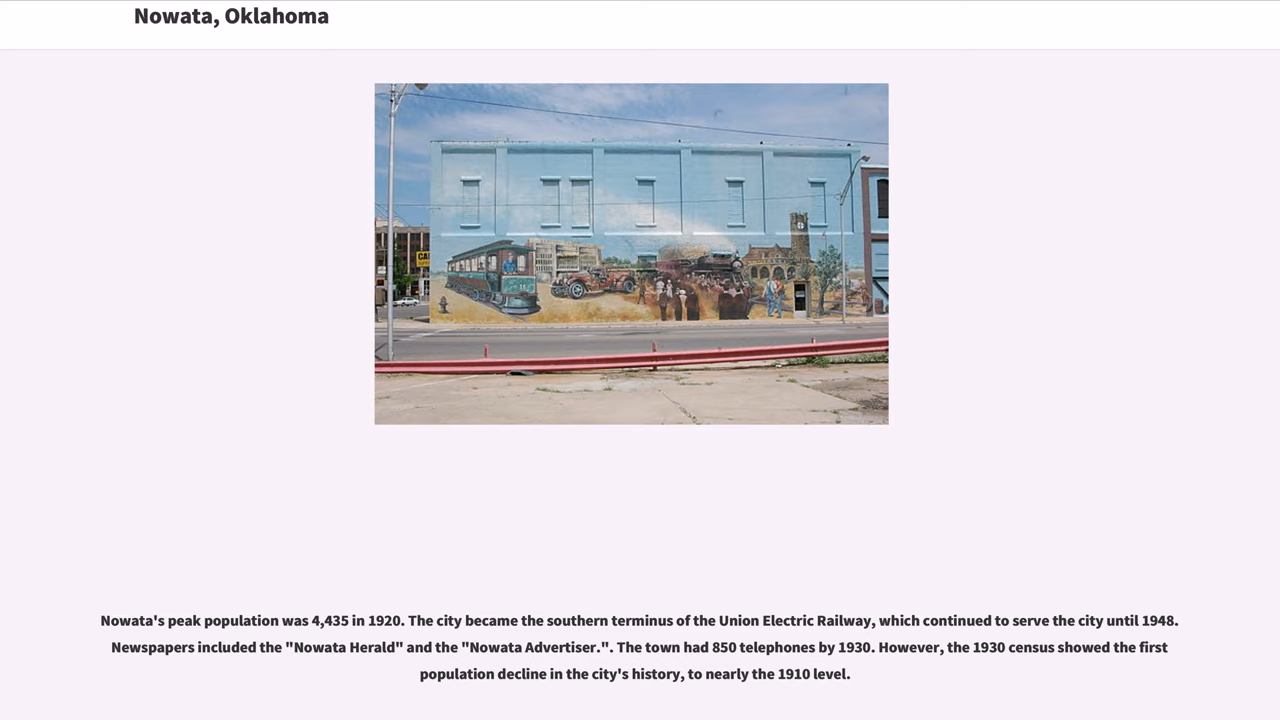 Nowata, Oklahoma
CA
Nowata's peak population was 4,435 in 1920. The city became the southern terminus of the Union Electric Railway, which continued to serve the city until 1948.
Newspapers included the "Nowata Herald" and the "Nowata Advertiser.". The town had 850 telephones by 1930. However, the 1930 census showed the first
population decline in the city's history, to nearly the 1910 level.